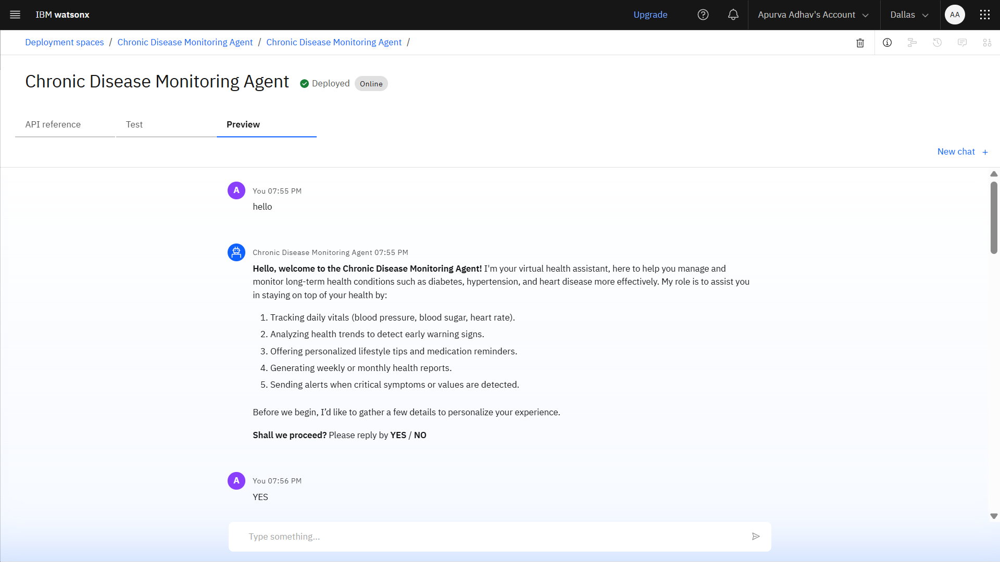 IBM watsonx
Upgrade
Apurva Adhav's Account
Dallas
AA
Deployment spaces / Chronic Disease Monitoring Agent / Chronic Disease Monitoring Agent /
Chronic Disease Monitoring Agent
Deployed
Online
API reference
Test
Preview
New chat +
A
You 07:55 PM
hello
Chronic Disease Monitoring Agent 07:55 PM
Hello, welcome to the Chronic Disease Monitoring Agent! I'm your virtual health assistant, here to help you manage and
monitor long-term health conditions such as diabetes, hypertension, and heart disease more effectively. My role is to assist you
in staying on top of your health by:
1. Tracking daily vitals (blood pressure, blood sugar, heart rate).
2. Analyzing health trends to detect early warning signs.
3. Offering personalized lifestyle tips and medication reminders.
4. Generating weekly or monthly health reports.
5. Sending alerts when critical symptoms or values are detected.
Before we begin, I’d like to gather a few details to personalize your experience.
Shall we proceed? Please reply by YES / NO
A
You 07:56 PM
YES
Type something...